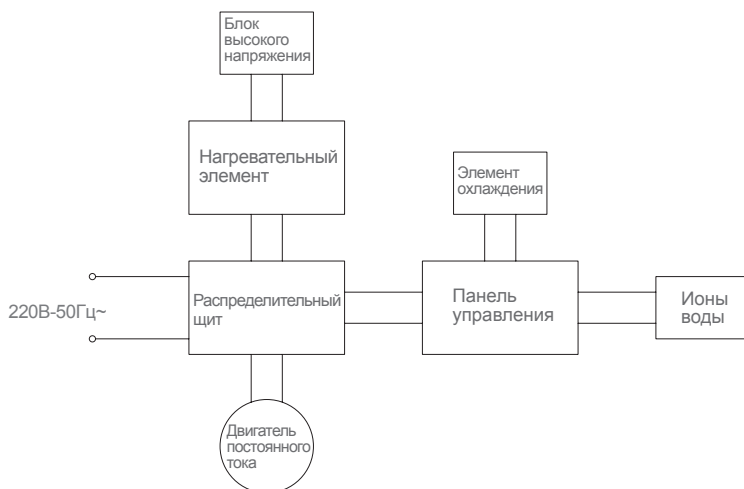 Блок
высокого
напряжения
Нагревательный
элемент
Элемент
охлаждения
220В-50Гц~
Распределительный
щит
Панель
управления
Ионы
воды
Двигатель
постоянного
тока